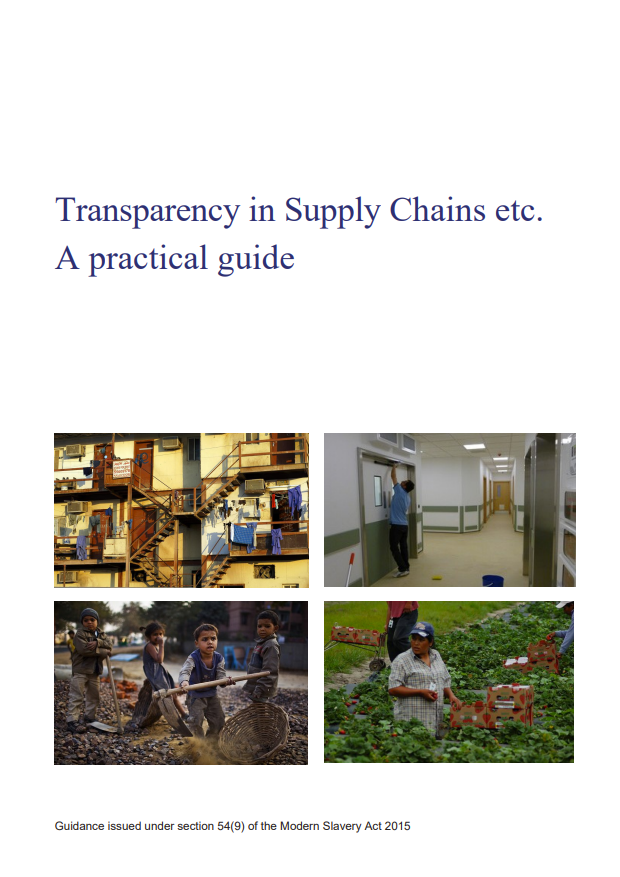 Transparency in Supply Chains etc.
A practical guide
Guidance issued under section 54(9) of the Modern Slavery Act 2015